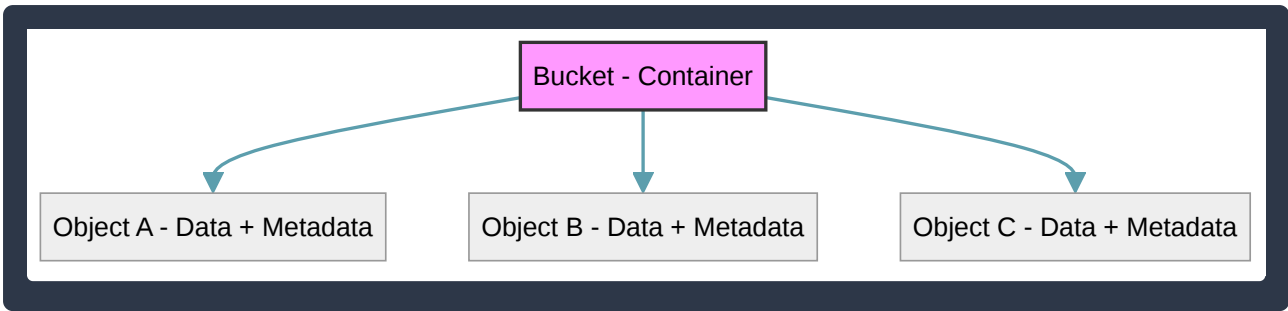 Bucket - Container
Object A - Data + Metadata
Object B - Data + Metadata
Object C - Data + Metadata